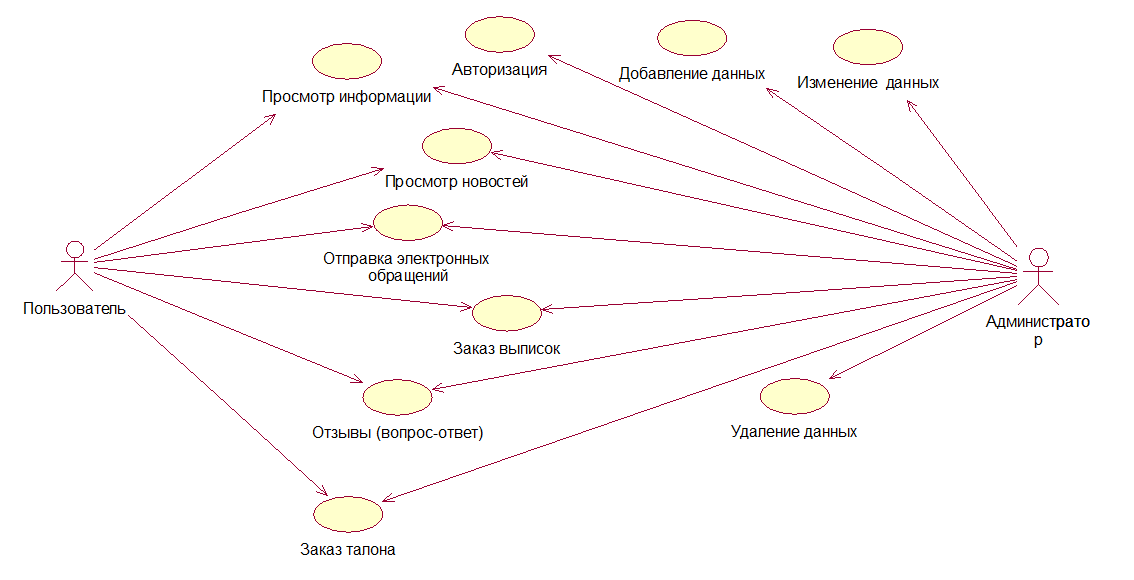 Авторизация
Добавление данных
Изменение данных
Просмотр информации
Просмотр новостей
Отправка электронных
обращений
Пользователь
Администрато
р
Заказ выписок
Отзывы (вопрос-ответ)
Удаление данных
Заказ талона